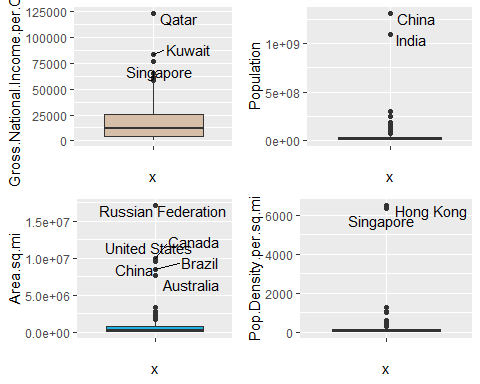 Gross.National.Income.per.C
125000
100000
75000
50000
25000
0
Qatar
Kuwait
Singapore
x
Population
1e+09
5e+08
0e+00
China
India
x
Area.sq.mi
1.5e+07
1.0e+07
5.0e+06
0.0e+00
Russian Federation
Canada
United States
Brazil
China
Australia
x
Pop.Density.per.sq.mi
6000
4000
2000
0
Hong Kong
Singapore
x